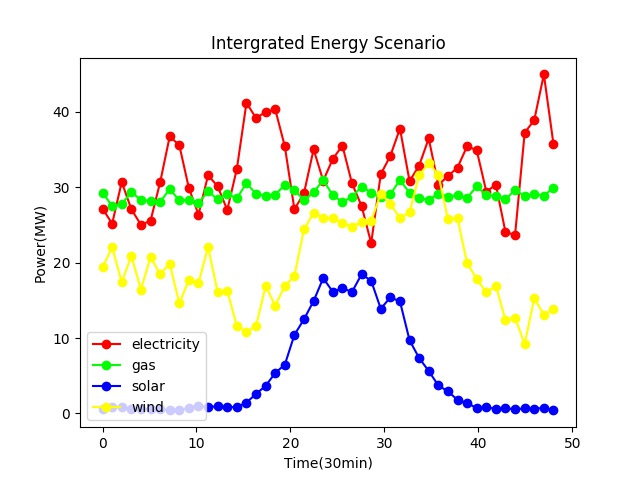 Intergrated Energy Scenario
Power(MW)
40
30
20
10
0
electricity
gas
solar
wind
0 10 20 30 40 50
Time(30min)